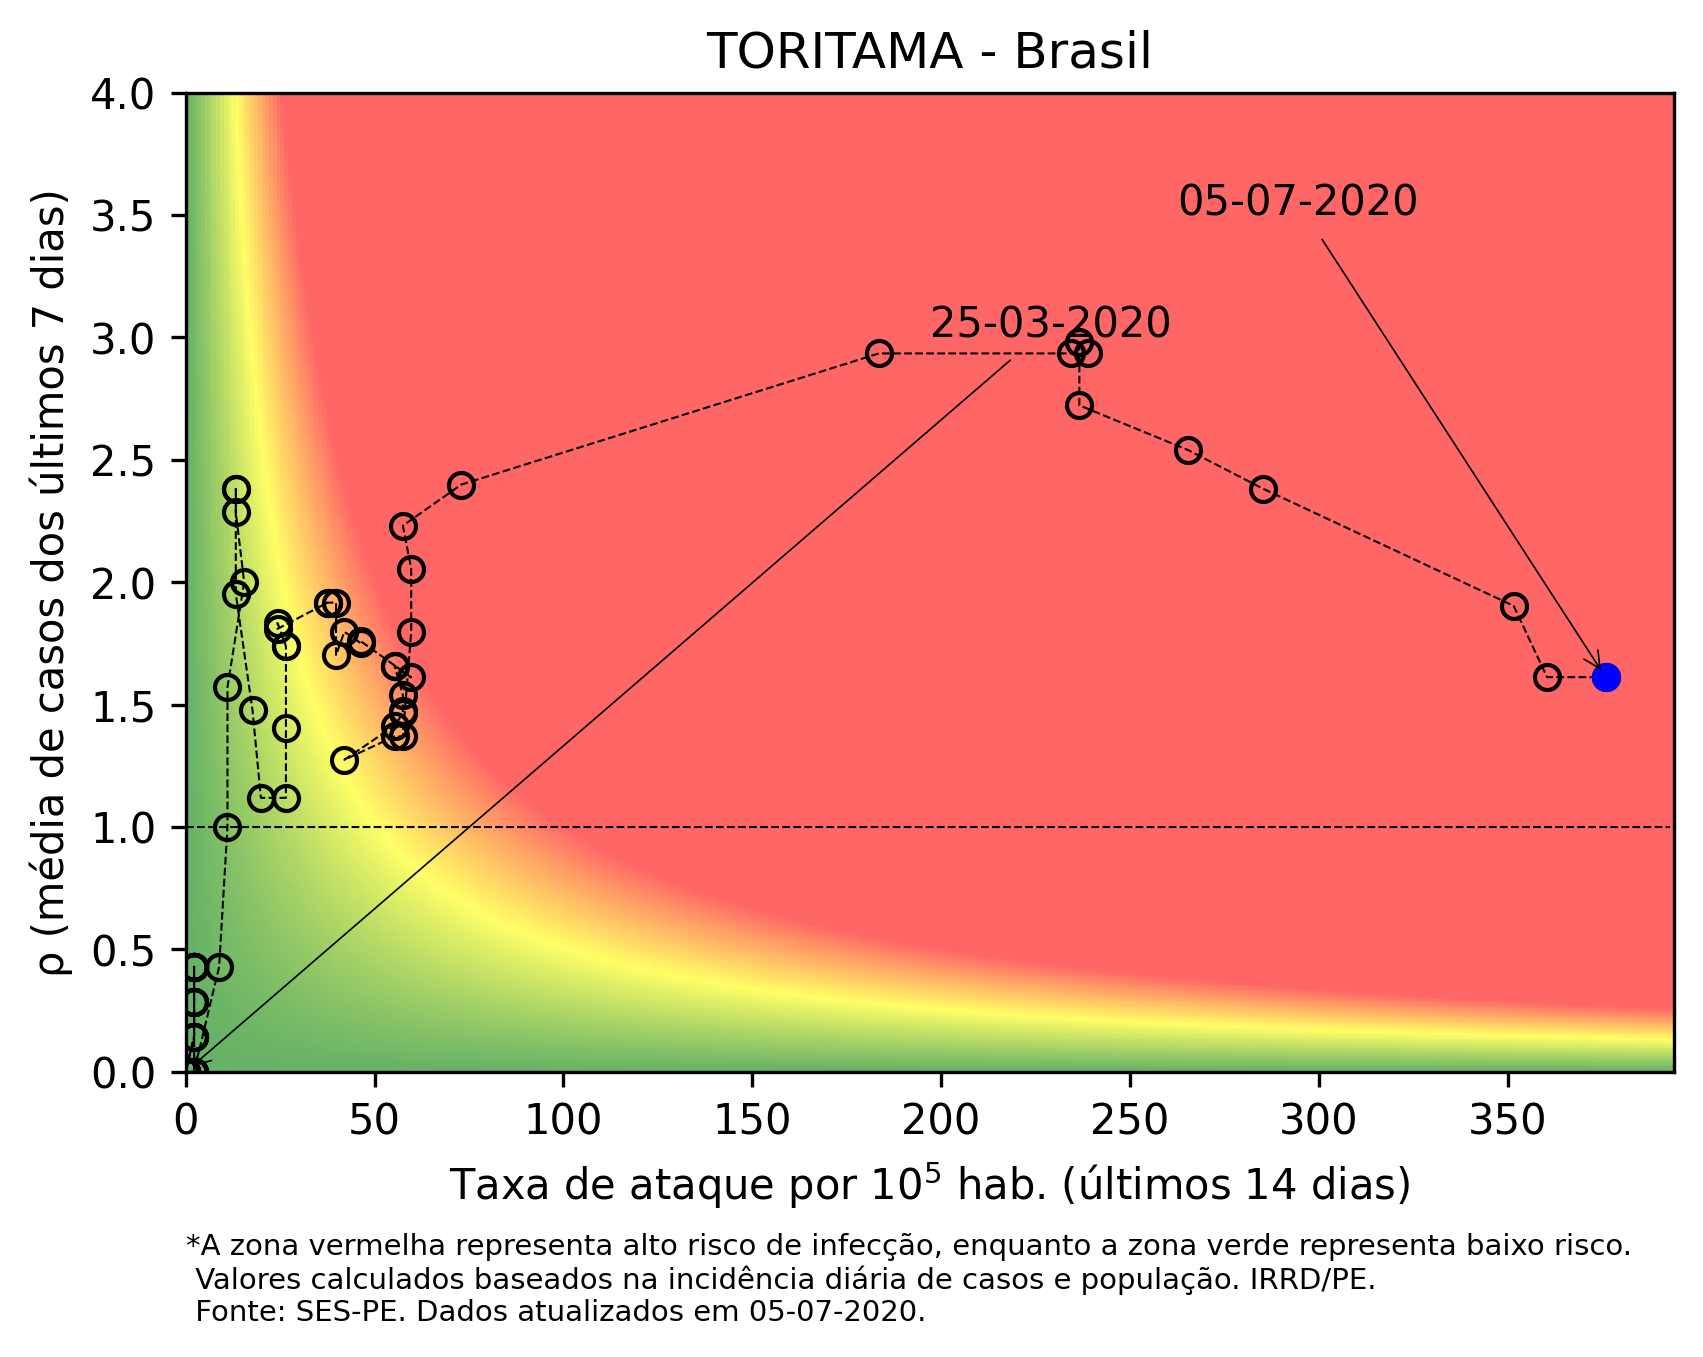 TORITAMA - Brasil
4.0
3.5
3.0
2.5
2.0
1.5
1.0
0.5
0.0
ρ (média de casos dos últimos 7 dias)
05-07-2020
25-03-2020
0 50 100 150 200 250 300 350
Taxa de ataque por 10⁵ hab. (últimos 14 dias)
*A zona vermelha representa alto risco de infecção, enquanto a zona verde representa baixo risco.
Valores calculados baseados na incidência diária de casos e população. IRRD/PE.
Fonte: SES-PE. Dados atualizados em 05-07-2020.